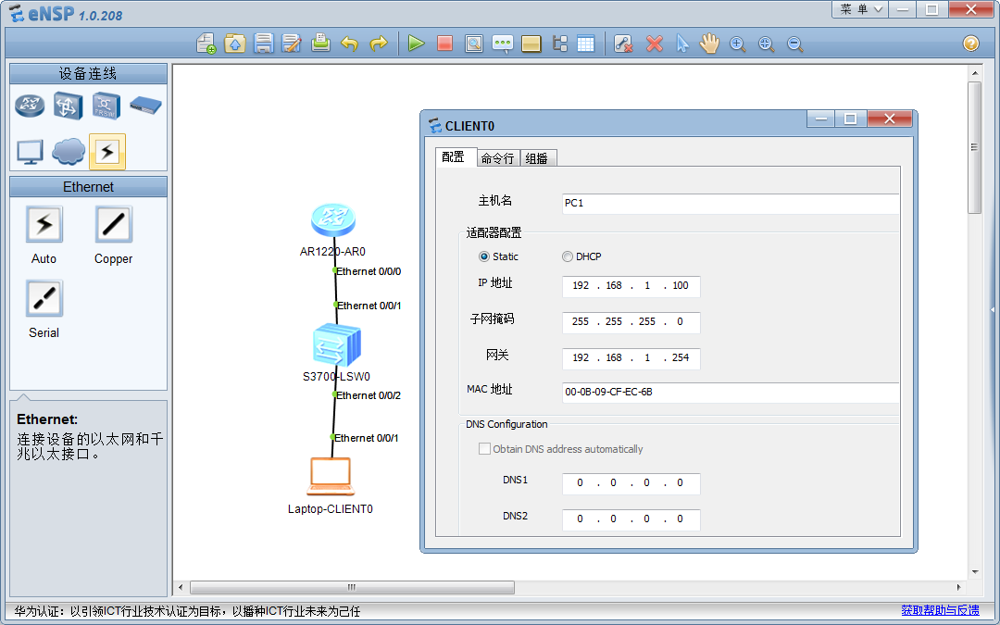 eNSP 1.0.208
菜 单
设备连线
Ethernet
Auto
Copper
Serial
Ethernet:
连接设备的以太网和千
兆以太接口。
AR1220-AR0
Ethernet 0/0/0
Ethernet 0/0/1
S3700-LSW0
Ethernet 0/0/2
Ethernet 0/0/1
Laptop-CLIENT0
CLIENT0
配置 命令行 组播
主机名 PC1
适配器配置
Static DHCP
IP 地址 192 . 168 . 1 . 100
子网掩码 255 . 255 . 255 . 0
网关 192 . 168 . 1 . 254
MAC 地址 00-0B-09-CF-EC-6B
DNS Configuration
Obtain DNS address automatically
DNS1 0 . 0 . 0 . 0
DNS2 0 . 0 . 0 . 0
华为认证：以引领ICT行业技术认证为目标，以播种ICT行业未来为己任
获取帮助与反馈